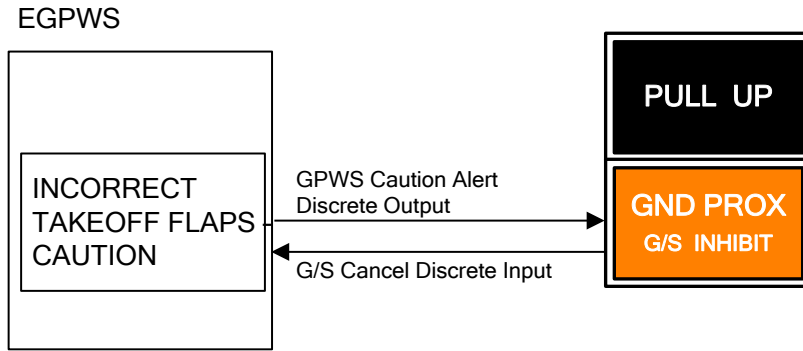 EGPWS
INCORRECT
TAKEOFF FLAPS
CAUTION
GPWS Caution Alert
Discrete Output
G/S Cancel Discrete Input
PULL UP
GND PROX
G/S INHIBIT